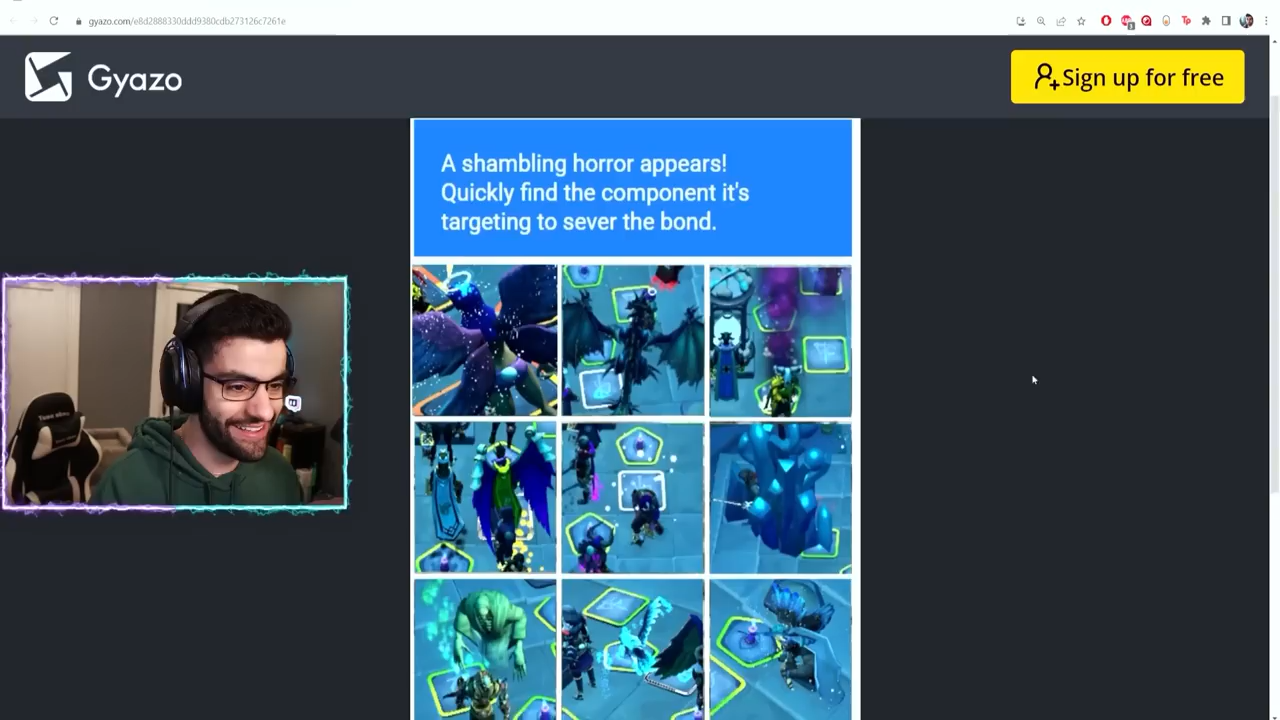 gyazo.com/e8d2888330ddd9380cdb273126c7261e
Gyazo
Sign up for free
A shambling horror appears!
Quickly find the component it's
targeting to sever the bond.